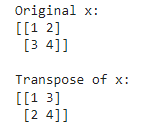 Original x:
[[1 2]
 [3 4]]
Transpose of x:
[[1 3]
 [2 4]]